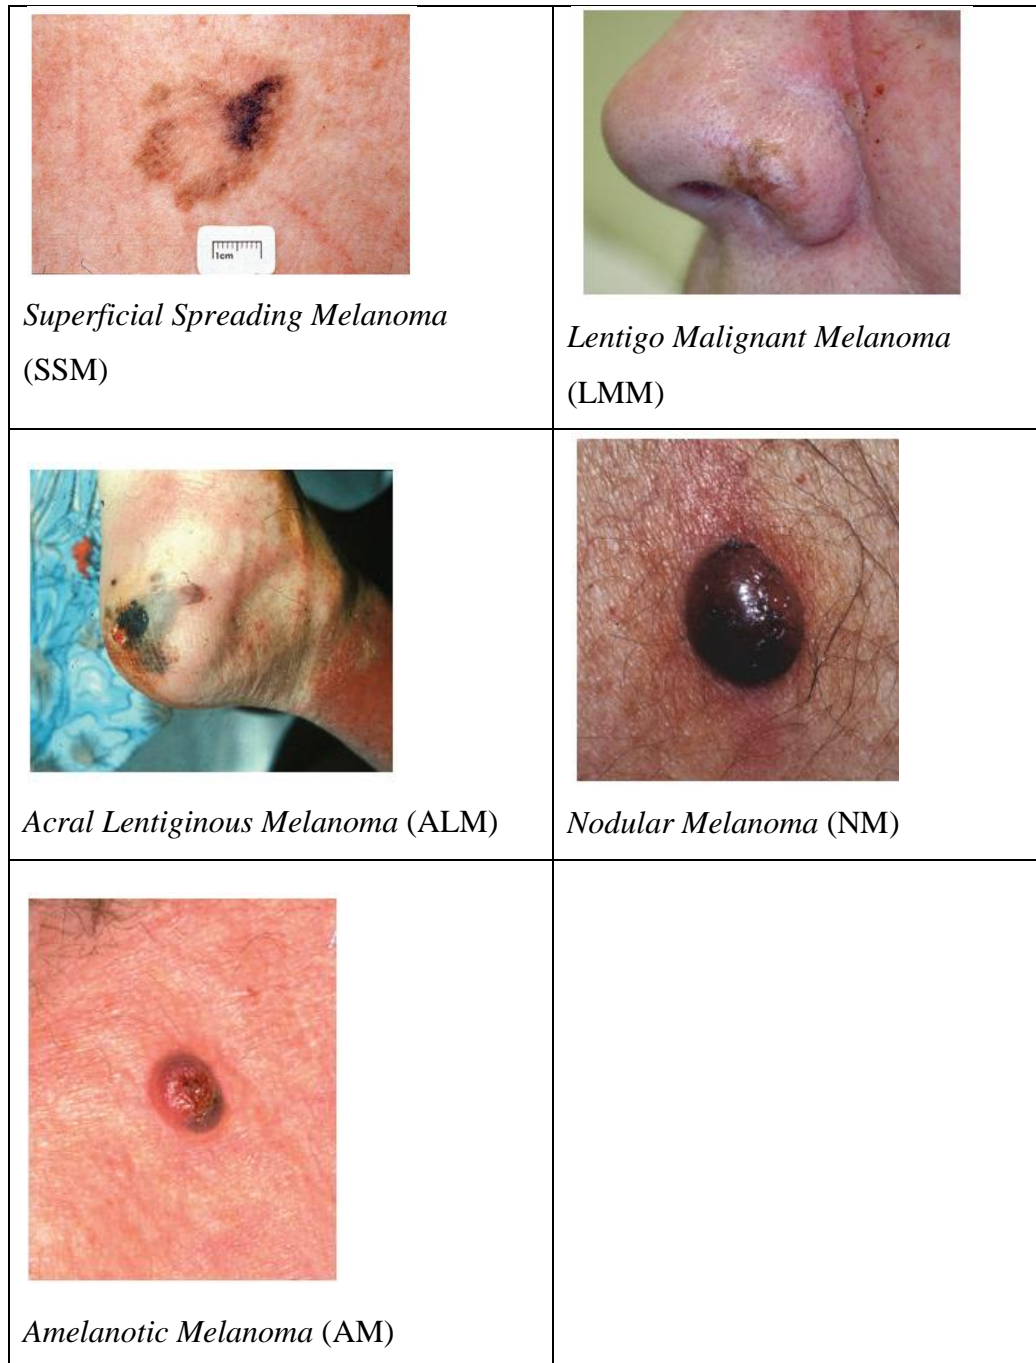 1cm
Superficial Spreading Melanoma
(SSM)
Lentigo Malignant Melanoma
(LMM)
Acral Lentiginous Melanoma (ALM)
Nodular Melanoma (NM)
Amelanotic Melanoma (AM)